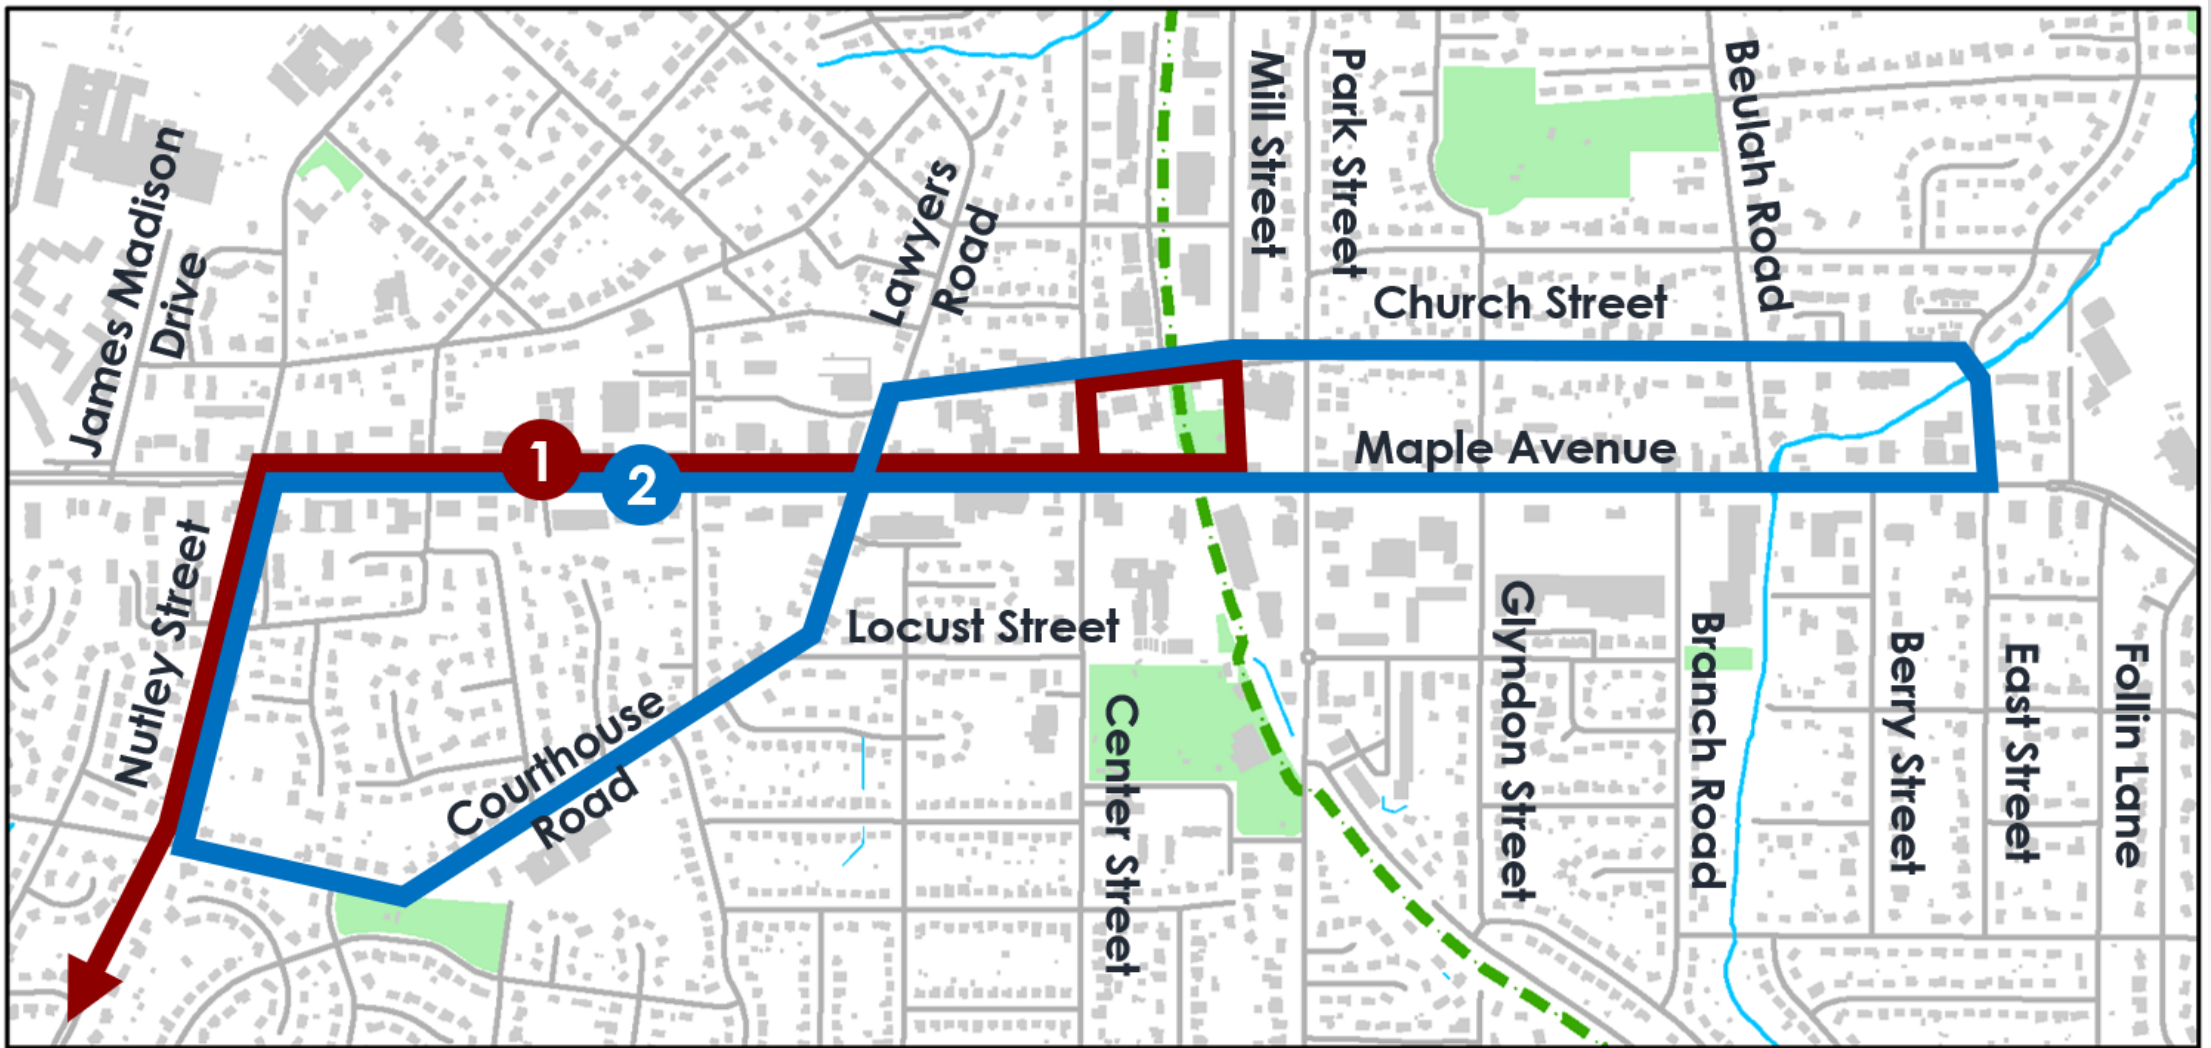 James Madison
Drive
Lawyers
Road
Mill Street
Park Street
Beulah Road
Church Street
Maple Avenue
1
2
Nutley Street
Courthouse
Road
Locust Street
Center Street
Glyndon Street
Branch Road
Berry Street
East Street
Follin Lane